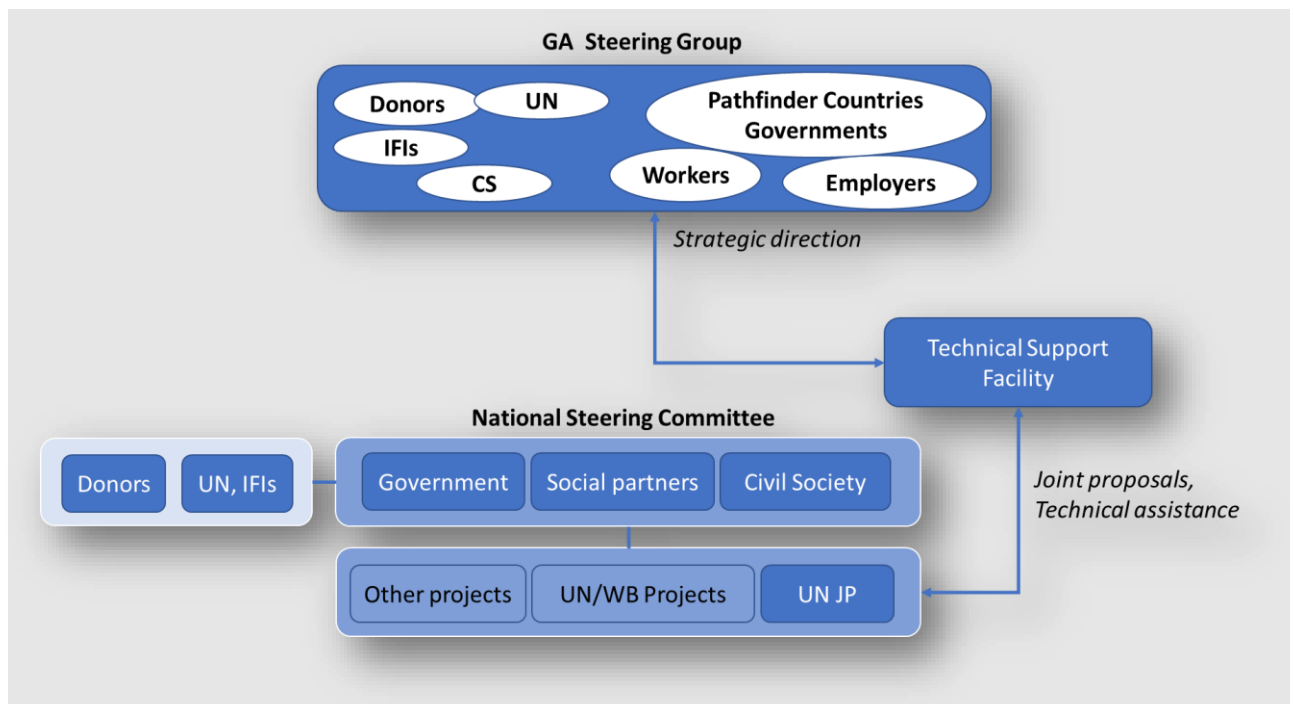 GA Steering Group
Donors
UN
Pathfinder Countries
Governments
IFIs
CS
Workers
Employers
Strategic direction
Technical Support
Facility
National Steering Committee
Donors
UN, IFIs
Government
Social partners
Civil Society
Joint proposals,
Technical assistance
Other projects
UN/WB Projects
UN JP